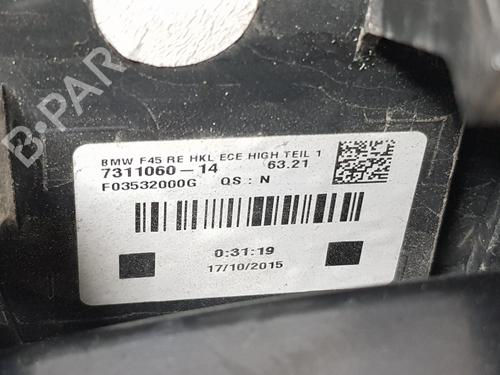 B-PARTS
BMW F45 RE HKL ECE HIGH TEIL 1
7311060-14 63.21
F03532000G QS: N
0:31:19
17/10/2015